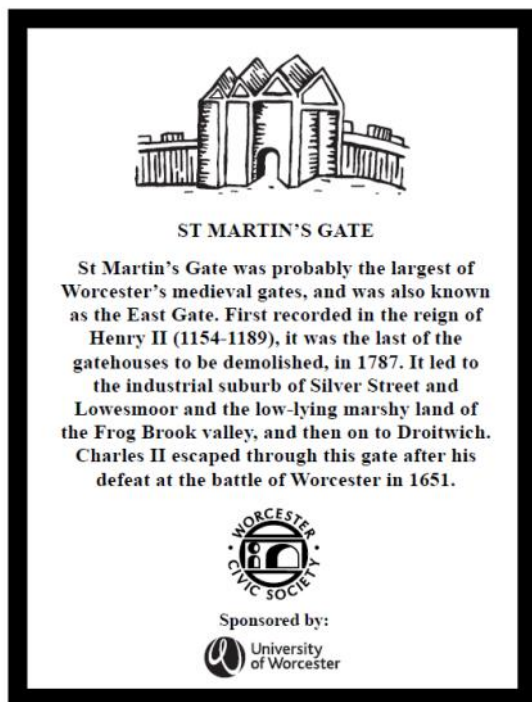 ST MARTIN'S GATE
St Martin's Gate was probably the largest of
Worcester's medieval gates, and was also known
as the East Gate. First recorded in the reign of
Henry II (1154-1189), it was the last of the
gatehouses to be demolished, in 1787. It led to
the industrial suburb of Silver Street and
Lowesmoor and the low-lying marshy land of
the Frog Brook valley, and then on to Droitwich.
Charles II escaped through this gate after his
defeat at the battle of Worcester in 1651.
· WORCESTER ·
CIVIC SOCIETY
Sponsored by:
University
of Worcester